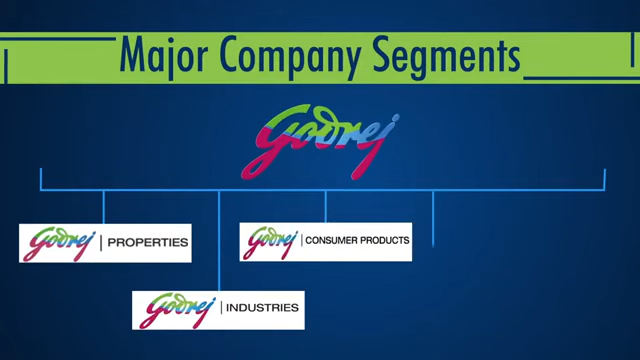 Major Company Segments
Godrej
Godrej | PROPERTIES
Godrej | CONSUMER PRODUCTS
Godrej | INDUSTRIES